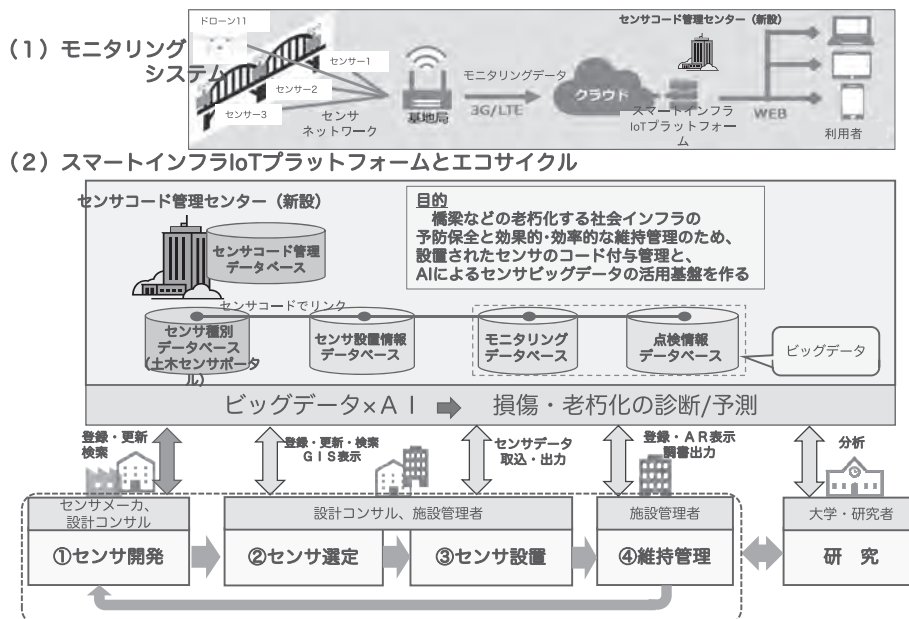 (1)モニタリング
システム
ドローン11
センサー1
センサー2
センサー3
センサ
ネットワーク
基地局
モニタリングデータ
3G/LTE
クラウド
センサコード管理センター(新設)
スマートインフラ
IoTプラットフォー
ム
WEB
利用者
(2)スマートインフラIoTプラットフォームとエコサイクル
センサコード管理センター(新設)
センサコード管理
データベース
目的
橋梁などの老朽化する社会インフラの
予防保全と効果的・効率的な維持管理のため、
設置されたセンサのコード付与管理と、
AIによるセンサビッグデータの活用基盤を作る
センサコードでリンク
センサ種別
データベース
(土木センサポータ
ル)
センサ設置情報
データベース
モニタリング
データベース
点検情報
データベース
ビッグデータ
ビッグデータ×AI
損傷・老朽化の診断/予測
登録・更新
検索
登録・更新・検索
GIS表示
センサデータ
取込・出力
登録・AR表示
調書出力
分析
センサメーカ、
設計コンサル
設計コンサル、施設管理者
施設管理者
大学・研究者
①センサ開発
②センサ選定
③センサ設置
④維持管理
研 究